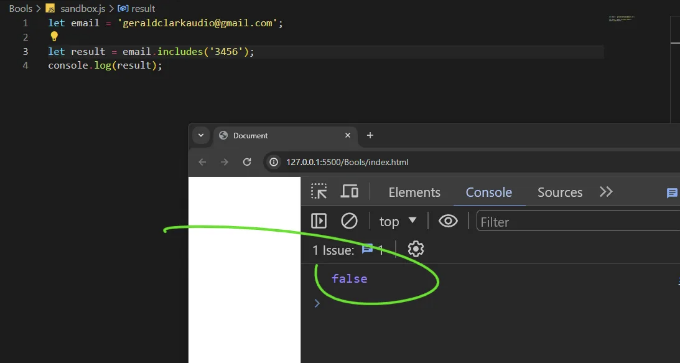 Bools > sandbox.js > result
1 let email = 'geraldclarkaudio@gmail.com';
2
3 let result = email.includes('3456');
4 console.log(result);
Document
127.0.0.1:5500/Bools/index.html
Elements Console Sources
top Filter
1 Issue: 1
false